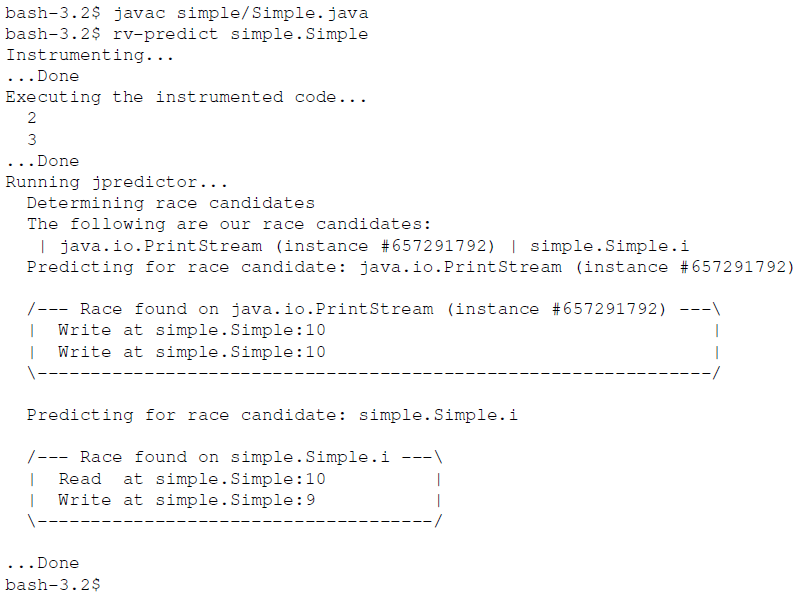 bash-3.2$ javac simple/Simple.java
bash-3.2$ rv-predict simple.Simple
Instrumenting...
...Done
Executing the instrumented code...
  2
  3
...Done
Running jpredictor...
  Determining race candidates
  The following are our race candidates:
   | java.io.PrintStream (instance #657291792) | simple.Simple.i
  Predicting for race candidate: java.io.PrintStream (instance #657291792)

  /--- Race found on java.io.PrintStream (instance #657291792) ---\
  |  Write at simple.Simple:10                                     |
  |  Write at simple.Simple:10                                     |
  \----------------------------------------------------------------/

  Predicting for race candidate: simple.Simple.i

  /--- Race found on simple.Simple.i ---\
  |  Read  at simple.Simple:10          |
  |  Write at simple.Simple:9           |
  \-------------------------------------/

...Done
bash-3.2$